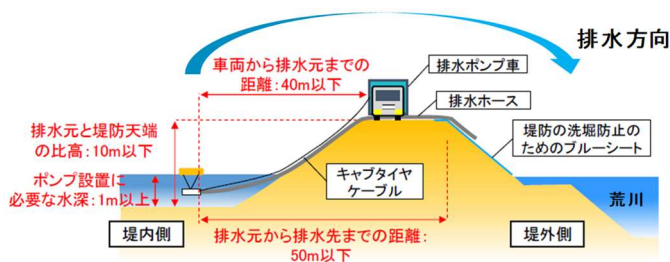 排水方向
車両から排水元までの
距離：40m以下
排水ポンプ車
排水ホース
排水元と堤防天端
の比高：10m以下
堤防の洗堀防止の
ためのブルーシート
ポンプ設置に
必要な水深：1m以上
キャブタイヤ
ケーブル
荒川
堤内側
排水元から排水先までの距離：
50m以下
堤外側